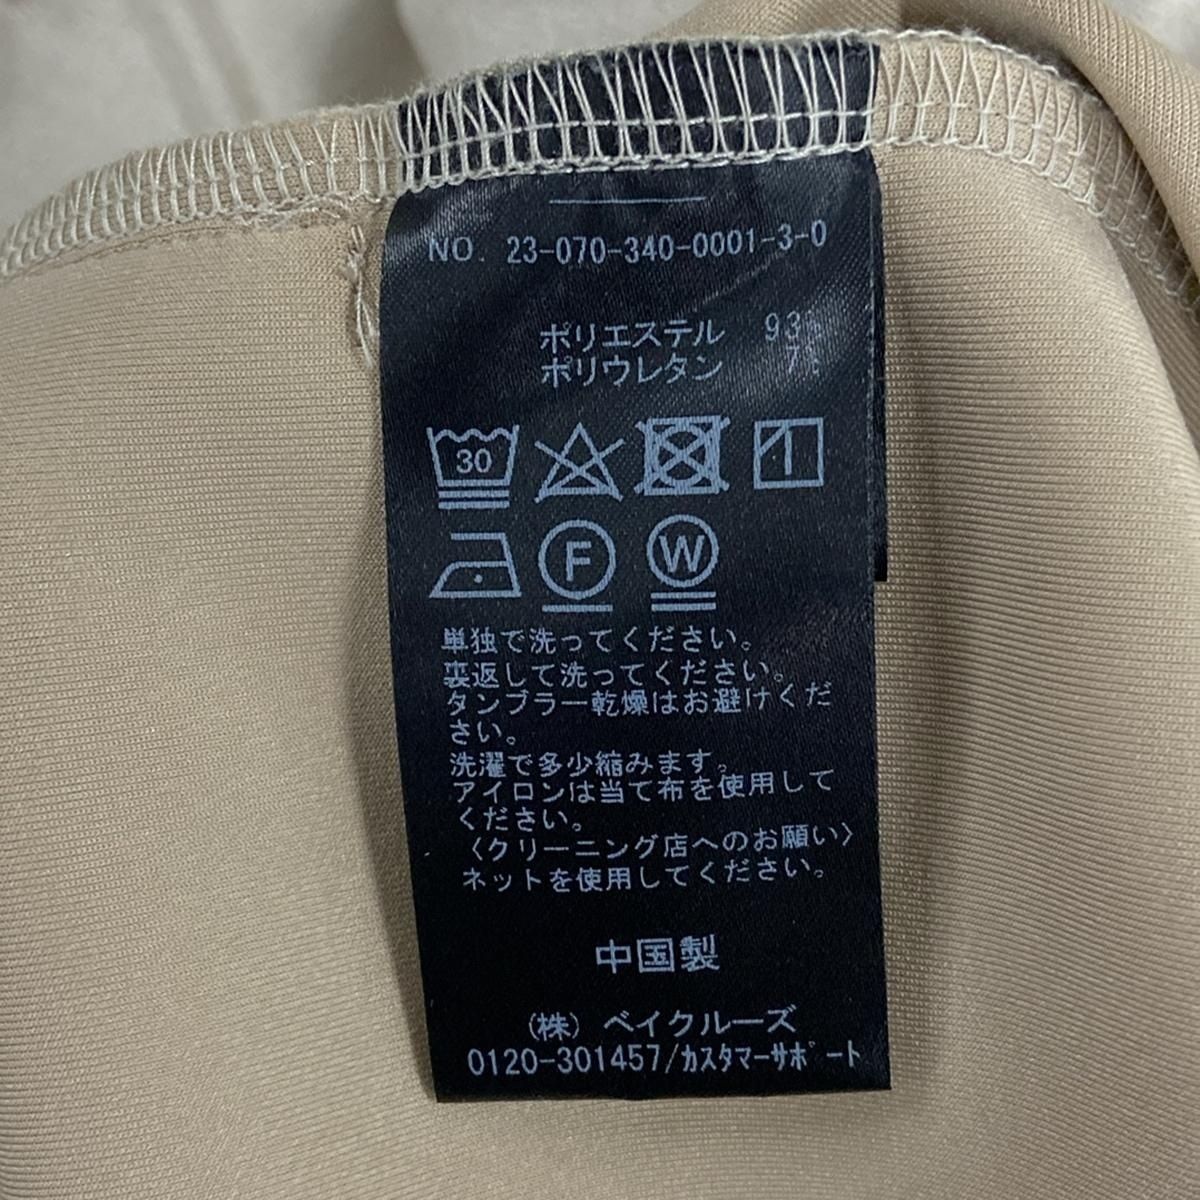 NO. 23-070-340-0001-3-0
ポリエステル 93%
ポリウレタン 7%
30
F W
単独で洗ってください。
裏返して洗ってください。
タンブラー乾燥はお避けくだ
さい。
洗濯で多少縮みます。
アイロンは当て布を使用して
ください。
〈クリーニング店へのお願い〉
ネットを使用してください。
中国製
(株) ベイクルーズ
0120-301457/カスタマーサポート